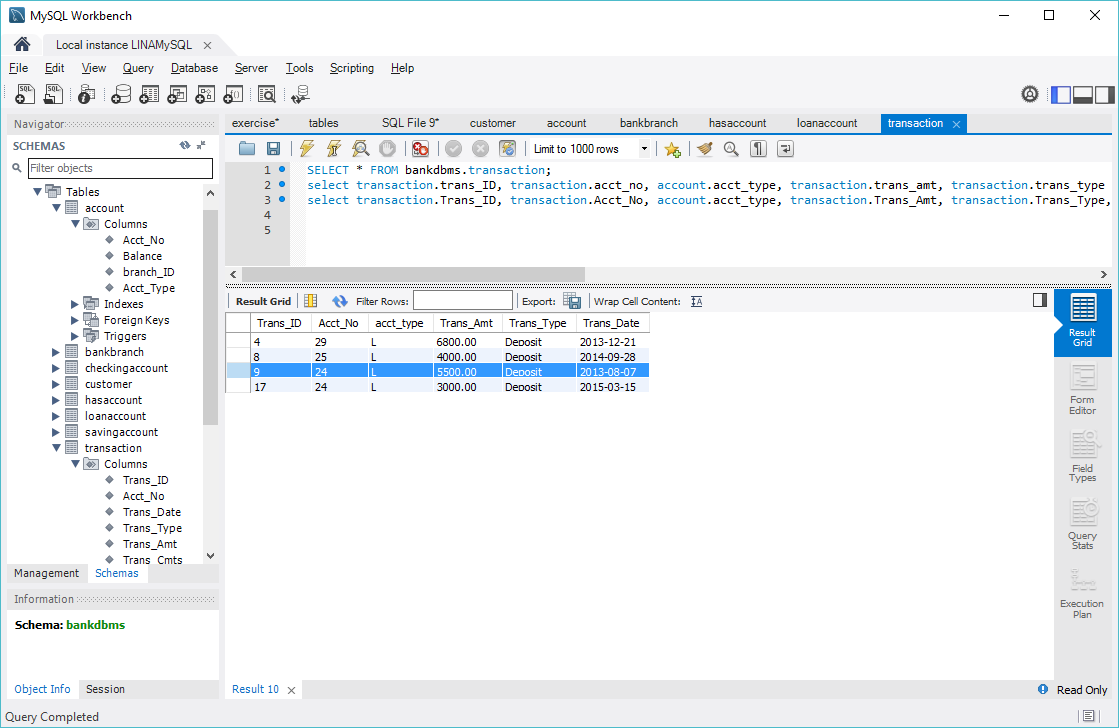 MySQL Workbench
Local instance LINAMySQL
File Edit View Query Database Server Tools Scripting Help
SQL SQL
Navigator
SCHEMAS
Filter objects
Tables
account
Columns
Acct_No
Balance
branch_ID
Acct_Type
Indexes
Foreign Keys
Triggers
bankbranch
checkingaccount
customer
hasaccount
loanaccount
savingaccount
transaction
Columns
Trans_ID
Acct_No
Trans_Date
Trans_Type
Trans_Amt
Trans_Cmts
Management Schemas
Information
Schema: bankdbms
Object Info Session
exercise* tables SQL File 9* customer account bankbranch hasaccount loanaccount transaction
Limit to 1000 rows
1 SELECT * FROM bankdbms.transaction;
2 select transaction.trans_ID, transaction.acct_no, account.acct_type, transaction.trans_amt, transaction.trans_type
3 select transaction.Trans_ID, transaction.Acct_No, account.acct_type, transaction.Trans_Amt, transaction.Trans_Type,
4
5
Result Grid Filter Rows: Export: Wrap Cell Content: IA
Trans_ID Acct_No acct_type Trans_Amt Trans_Type Trans_Date
4 29 L 6800.00 Deposit 2013-12-21
8 25 L 4000.00 Deposit 2014-09-28
9 24 L 5500.00 Deposit 2013-08-07
17 24 L 3000.00 Deposit 2015-03-15
Result
Grid
Form
Editor
Field
Types
Query
Stats
Execution
Plan
Result 10 Read Only
Query Completed